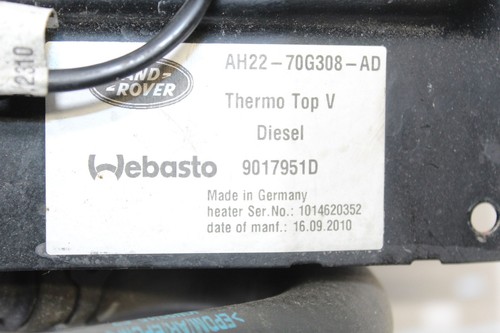 2310
LAND-
-ROVER
AH22-70G308-AD
Thermo Top V
Diesel
Webasto 9017951D
Made in Germany
heater Ser.No.: 1014620352
date of manf.: 16.09.2010